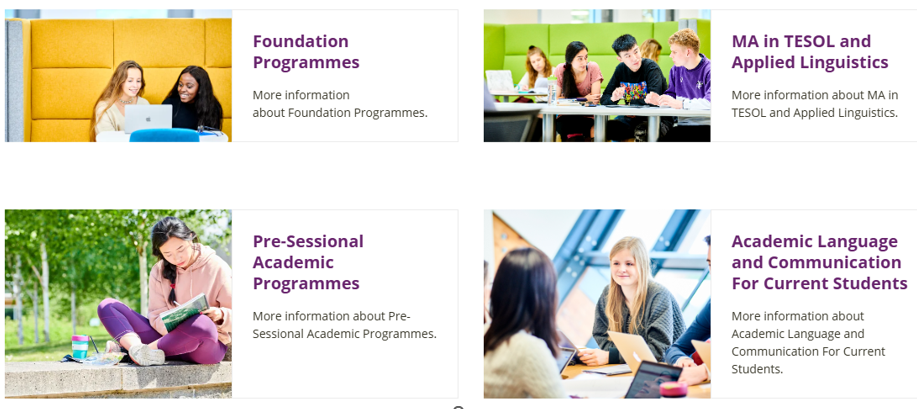 Foundation
Programmes
More information
about Foundation Programmes.
MA in TESOL and
Applied Linguistics
More information about MA in
TESOL and Applied Linguistics.
Pre-Sessional
Academic
Programmes
More information about Pre-
Sessional Academic Programmes.
Academic Language
and Communication
For Current Students
More information about
Academic Language and
Communication For Current
Students.